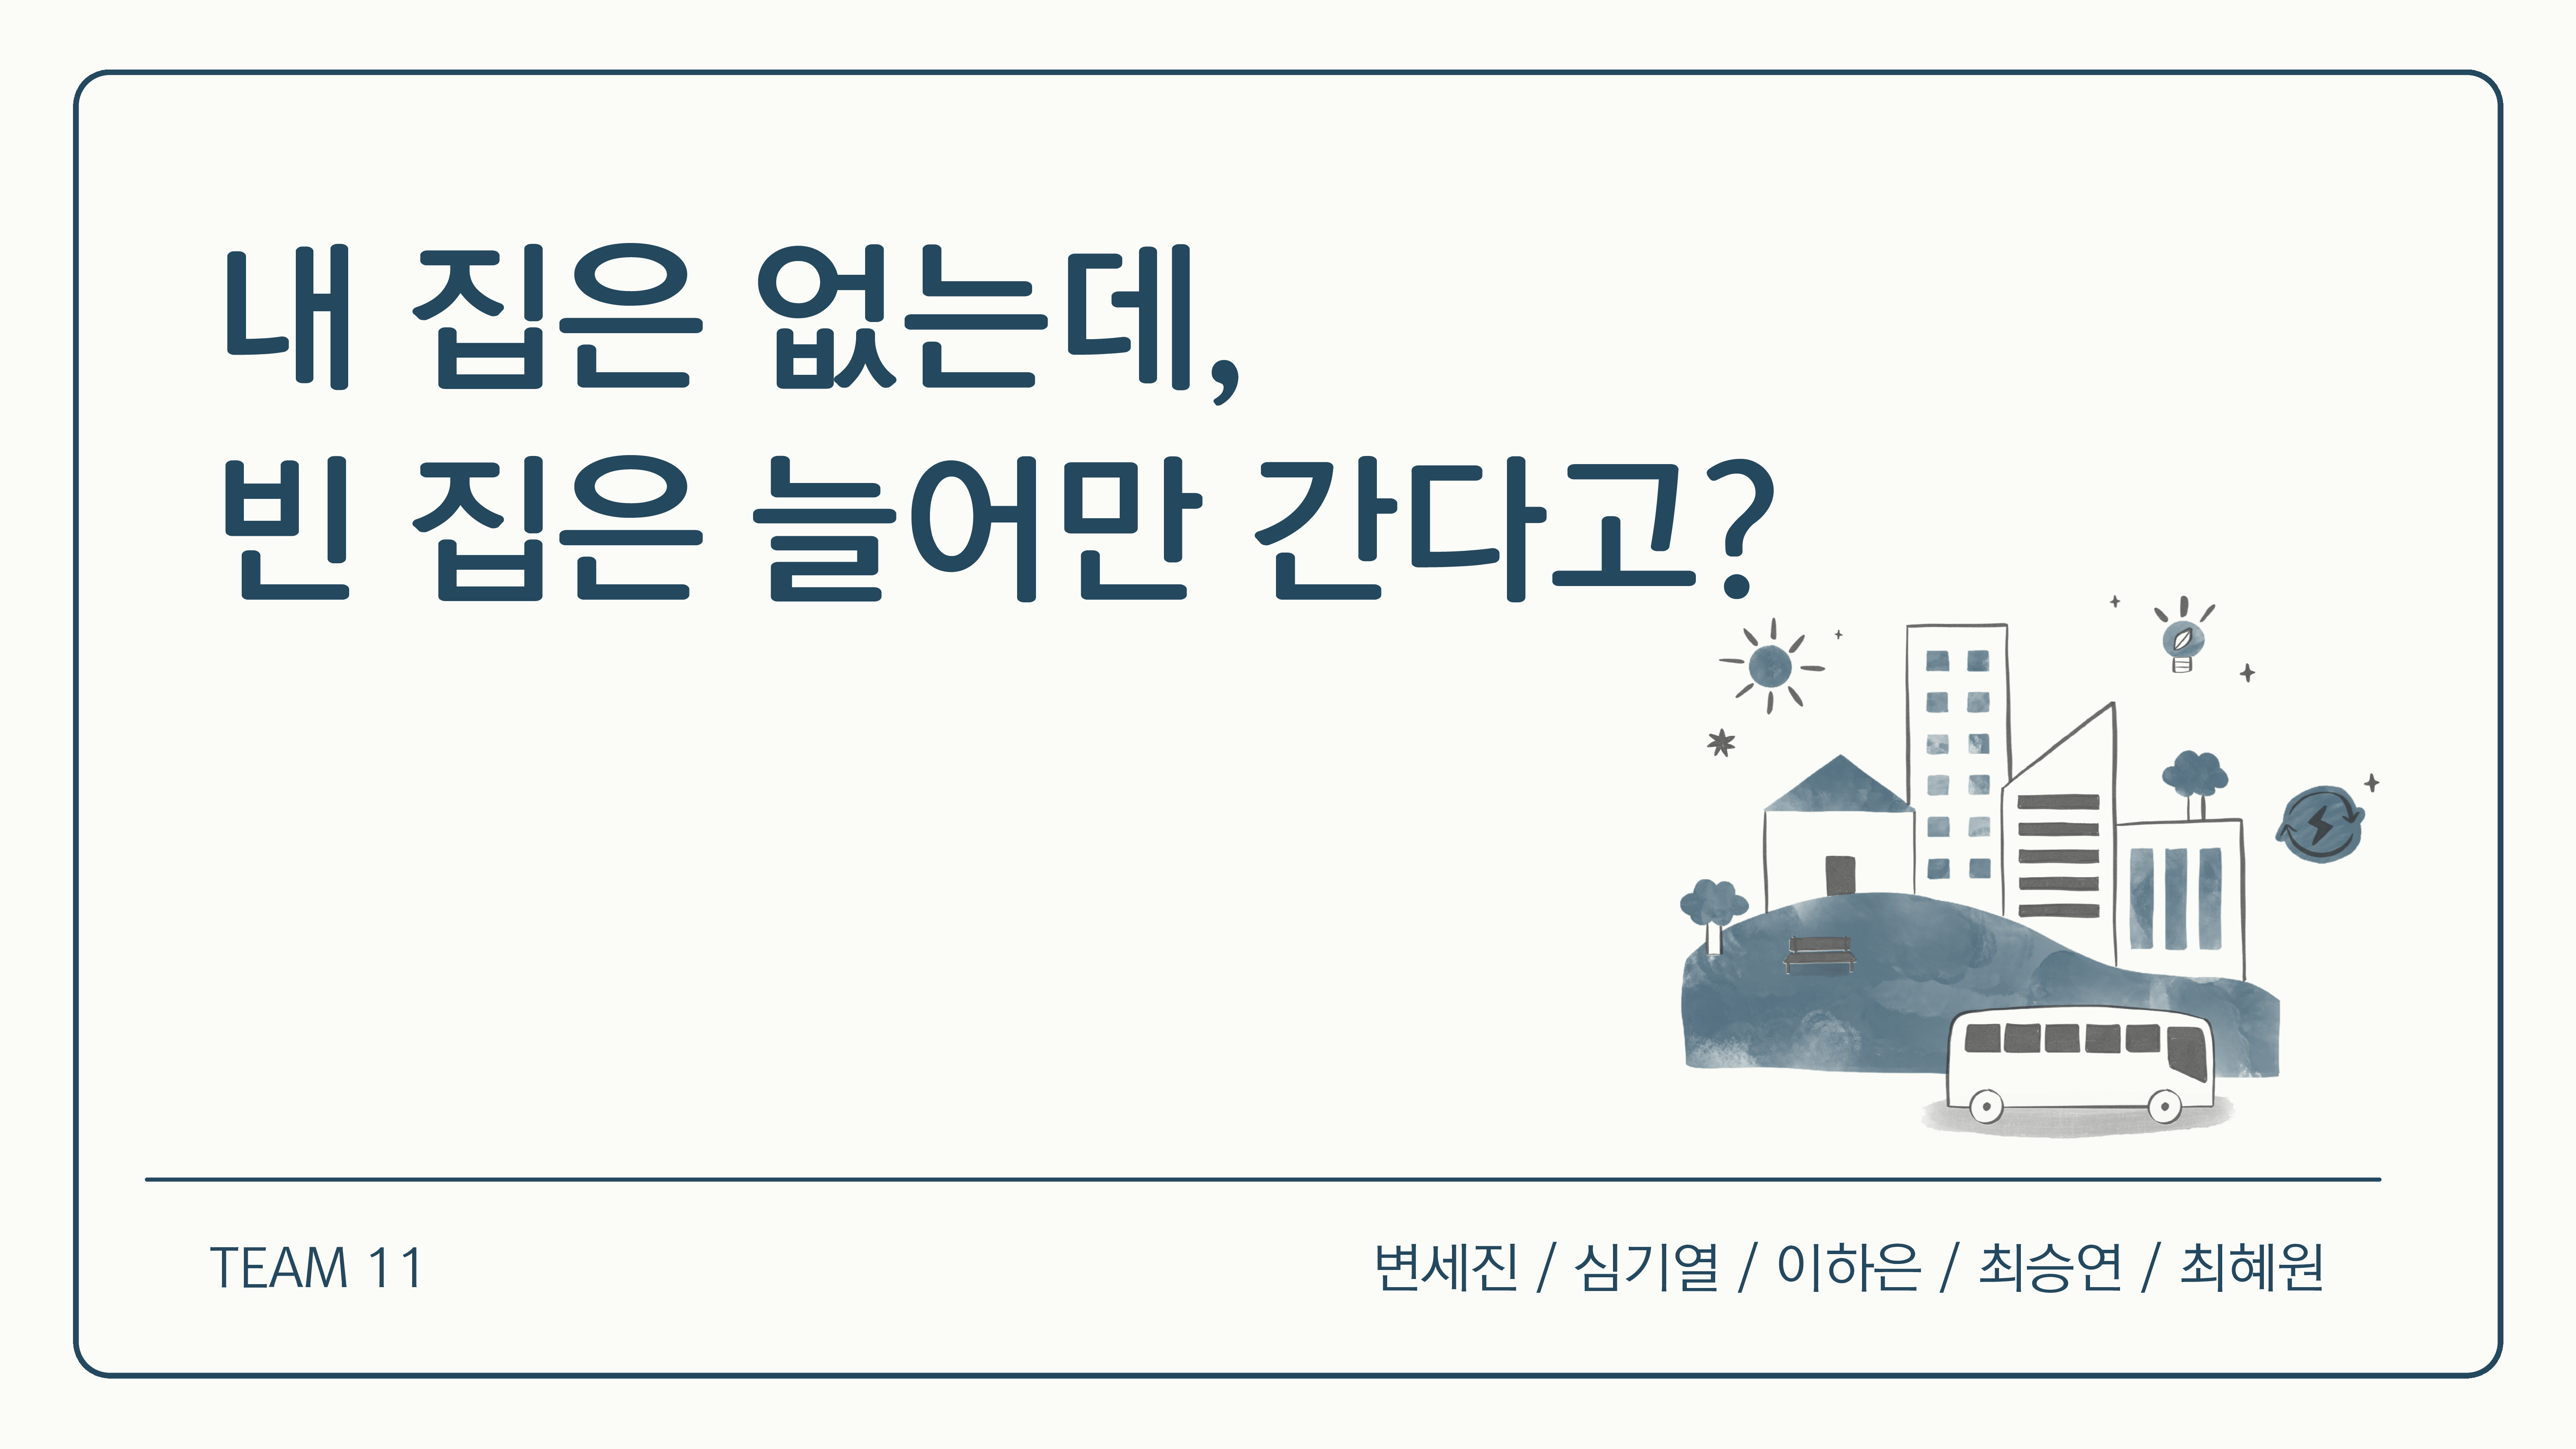 내 집은 없는데,
빈 집은 늘어만 간다고?
TEAM 11
변세진 / 심기열 / 이하은 / 최승연 / 최혜원